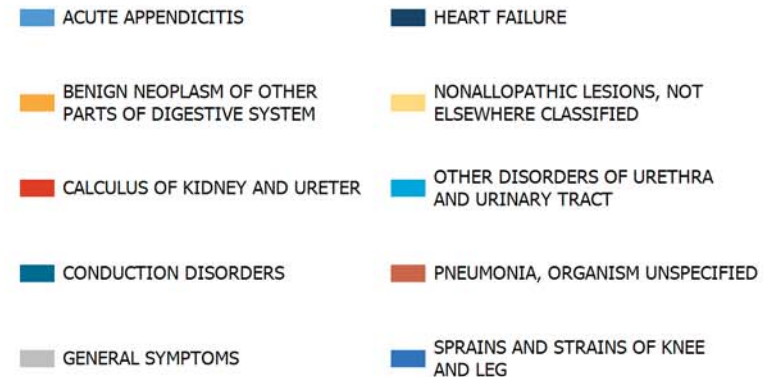 ACUTE APPENDICITIS
BENIGN NEOPLASM OF OTHER
PARTS OF DIGESTIVE SYSTEM
CALCULUS OF KIDNEY AND URETER
CONDUCTION DISORDERS
GENERAL SYMPTOMS
HEART FAILURE
NONALLOPATHIC LESIONS, NOT
ELSEWHERE CLASSIFIED
OTHER DISORDERS OF URETHRA
AND URINARY TRACT
PNEUMONIA, ORGANISM UNSPECIFIED
SPRAINS AND STRAINS OF KNEE
AND LEG